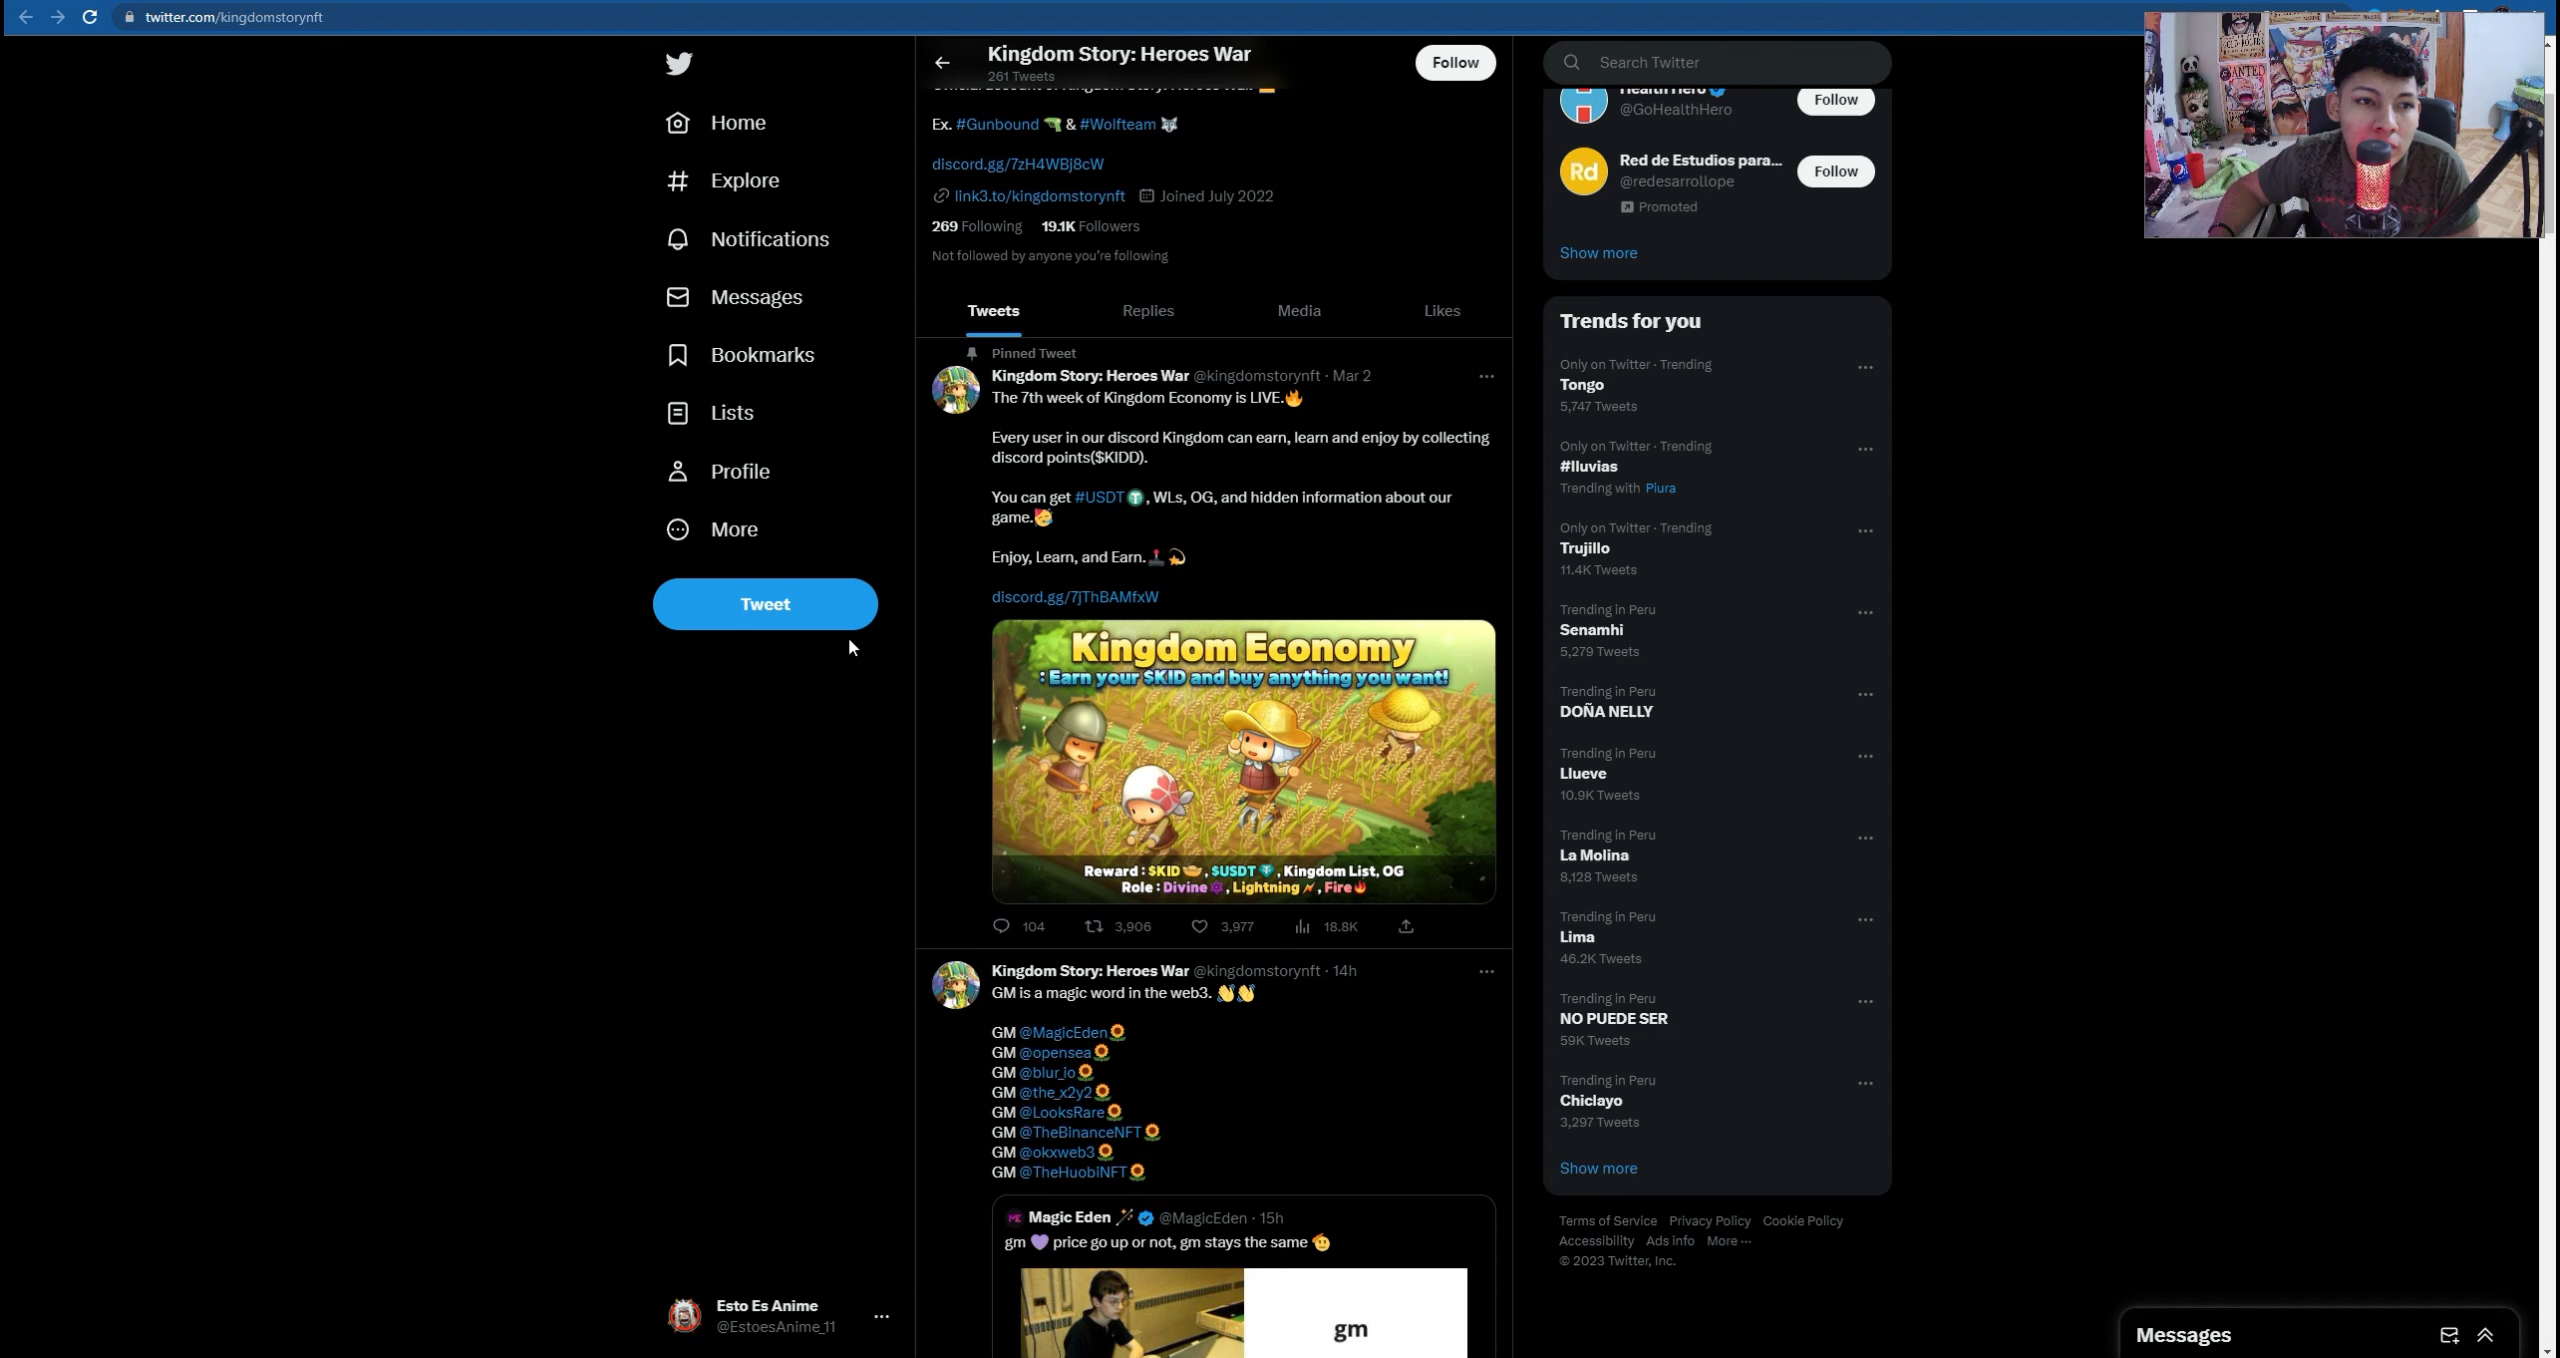 twitter.com/kingdomstorynft
Home
Explore
Notifications
Messages
Bookmarks
Lists
Profile
More
Tweet
Esto Es Anime
@EstoesAnime_11
Kingdom Story: Heroes War
261 Tweets
Follow
Official account of Kingdom Story: Heroes War.
Ex. #Gunbound 🔫 & #Wolfteam 🐺
discord.gg/7zH4WBj8cW
link3.to/kingdomstorynft Joined July 2022
269 Following 19.1K Followers
Not followed by anyone you're following
Tweets Replies Media Likes
Pinned Tweet
Kingdom Story: Heroes War @kingdomstorynft · Mar 2
The 7th week of Kingdom Economy is LIVE.🔥
Every user in our discord Kingdom can earn, learn and enjoy by collecting
discord points($KIDD).
You can get #USDT, WLs, OG, and hidden information about our
game.🥳
Enjoy, Learn, and Earn.🕹️💫
discord.gg/7jThBAMfxW
Kingdom Economy
: Earn your $KID and buy anything you want!
Reward : $KID, $USDT, Kingdom List, OG
Role : Divine, Lightning, Fire🔥
104 3,906 3,977 18.8K
Kingdom Story: Heroes War @kingdomstorynft · 14h
GM is a magic word in the web3. 👋👋
GM @MagicEden🌻
GM @opensea🌻
GM @blur_io🌻
GM @the_x2y2🌻
GM @LooksRare🌻
GM @TheBinanceNFT🌻
GM @okxweb3🌻
GM @TheHuobiNFT🌻
Magic Eden 🪄 @MagicEden · 15h
gm 💜 price go up or not, gm stays the same 🫡
gm
Search Twitter
Health Hero
@GoHealthHero
Follow
Rd
Red de Estudios para...
@redesarrollope
Follow
Promoted
Show more
Trends for you
Only on Twitter · Trending
Tongo
5,747 Tweets
Only on Twitter · Trending
#lluvias
Trending with Piura
Only on Twitter · Trending
Trujillo
11.4K Tweets
Trending in Peru
Senamhi
5,279 Tweets
Trending in Peru
DOÑA NELLY
Trending in Peru
Llueve
10.9K Tweets
Trending in Peru
La Molina
8,128 Tweets
Trending in Peru
Lima
46.2K Tweets
Trending in Peru
NO PUEDE SER
59K Tweets
Trending in Peru
Chiclayo
3,297 Tweets
Show more
Terms of Service Privacy Policy Cookie Policy
Accessibility Ads info More ···
© 2023 Twitter, Inc.
WANTED
Messages